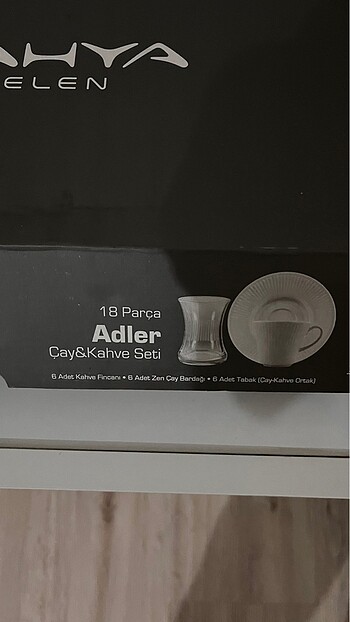 AHYA
ELEN
18 Parça
Adler
Çay&Kahve Seti
6 Adet Kahve Fincanı • 6 Adet Zen Çay Bardağı • 6 Adet Tabak (Çay-Kahve Ortak)